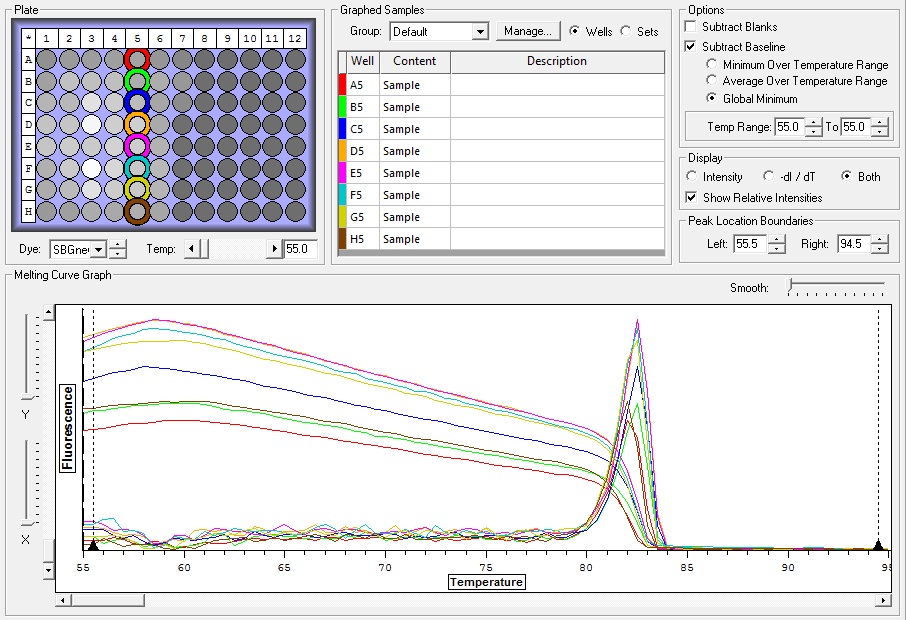 Plate
* 1 2 3 4 5 6 7 8 9 10 11 12
A
B
C
D
E
F
G
H
Dye: SBGne Temp: 55.0
Graphed Samples
Group: Default Manage... Wells Sets
Well Content Description
A5 Sample
B5 Sample
C5 Sample
D5 Sample
E5 Sample
F5 Sample
G5 Sample
H5 Sample
Options
Subtract Blanks
Subtract Baseline
Minimum Over Temperature Range
Average Over Temperature Range
Global Minimum
Temp Range: 55.0 To 55.0
Display
Intensity -dI / dT Both
Show Relative Intensities
Peak Location Boundaries
Left: 55.5 Right: 94.5
Melting Curve Graph
Smooth:
Y
X
Fluorescence
55 60 65 70 75 80 85 90 95
Temperature